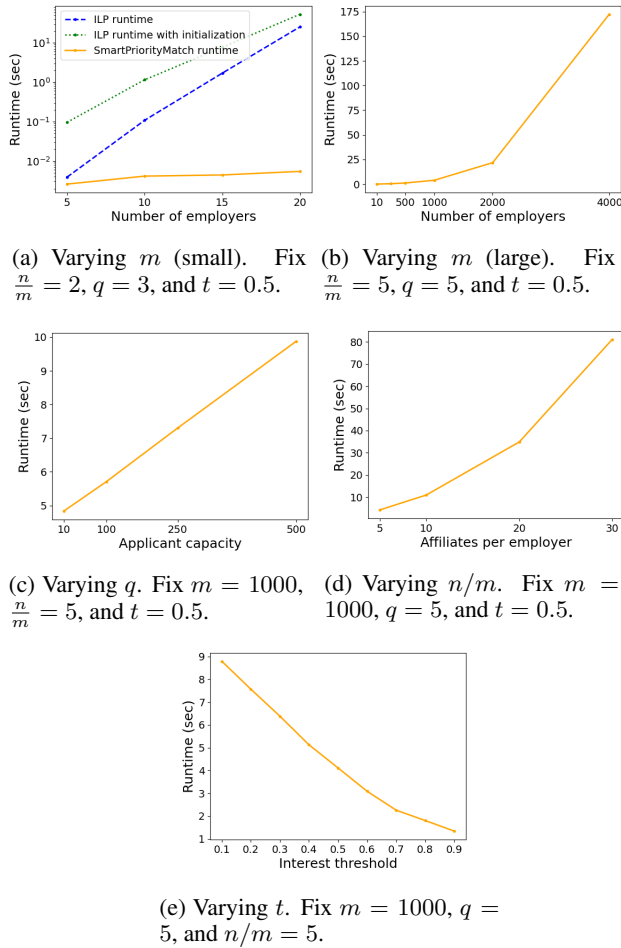 ILP runtime
ILP runtime with initialization
SmartPriorityMatch runtime
Runtime (sec)
10^1
10^0
10^{-1}
10^{-2}
5 10 15 20
Number of employers
Runtime (sec)
175
150
125
100
75
50
25
0
10 500 1000 2000 4000
Number of employers
(a) Varying m (small). Fix
n/m = 2, q = 3, and t = 0.5.
(b) Varying m (large). Fix
n/m = 5, q = 5, and t = 0.5.
Runtime (sec)
10
9
8
7
6
5
10 100 250 500
Applicant capacity
Runtime (sec)
80
70
60
50
40
30
20
10
5 10 20 30
Affiliates per employer
(c) Varying q. Fix m = 1000,
n/m = 5, and t = 0.5.
(d) Varying n/m. Fix m =
1000, q = 5, and t = 0.5.
Runtime (sec)
9
8
7
6
5
4
3
2
1
0.1 0.2 0.3 0.4 0.5 0.6 0.7 0.8 0.9
Interest threshold
(e) Varying t. Fix m = 1000, q =
5, and n/m = 5.